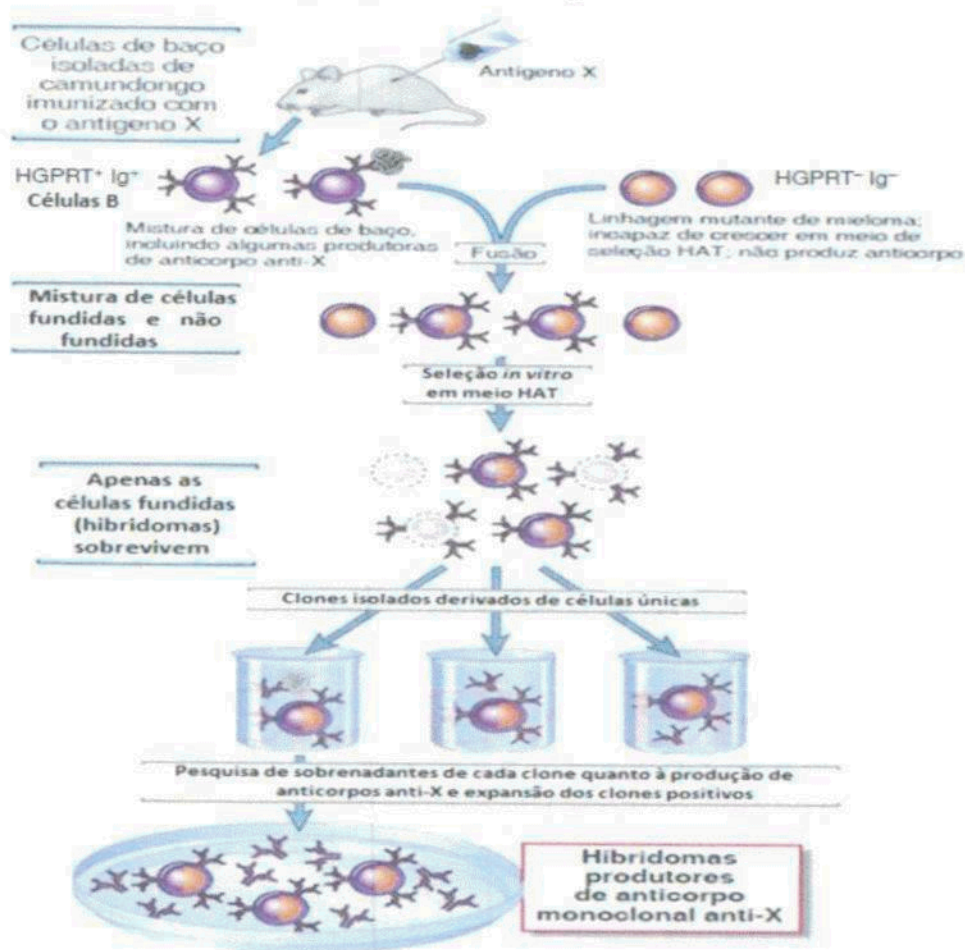 Células de baço
isoladas de
camundongo
imunizado com
o antígeno X
Antígeno X
HGPRT⁺ Ig⁺
Células B
HGPRT⁻ Ig⁻
Mistura de células de baço,
incluindo algumas produtoras
de anticorpo anti-X
Linhagem mutante de mieloma;
incapaz de crescer em meio de
seleção HAT; não produz anticorpo
Fusão
Mistura de células
fundidas e não
fundidas
Seleção in vitro
em meio HAT
Apenas as
células fundidas
(hibridomas)
sobrevivem
Clones isolados derivados de células únicas
Pesquisa de sobrenadantes de cada clone quanto à produção de
anticorpos anti-X e expansão dos clones positivos
Hibridomas
produtores
de anticorpo
monoclonal anti-X